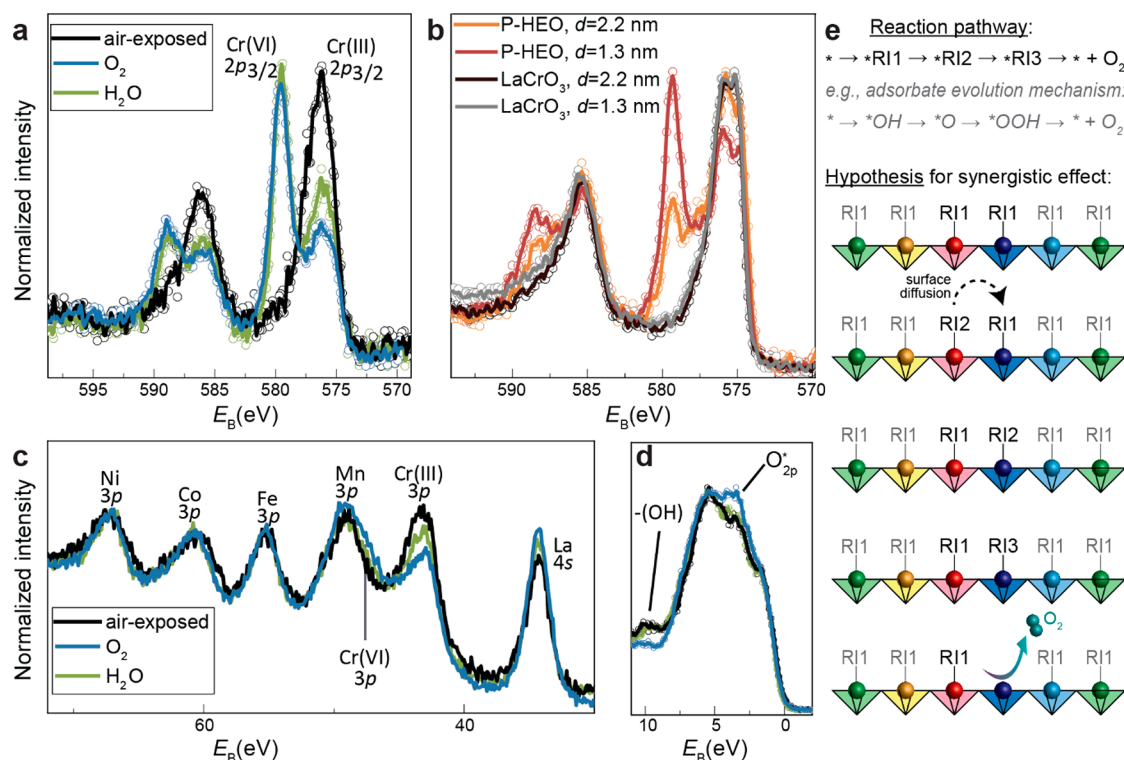 a
air-exposed
O₂
H₂O
Cr(VI)
2p3/2
Cr(III)
2p3/2
Normalized intensity
595 590 585 580 575 570
EB(eV)
b
P-HEO, d=2.2 nm
P-HEO, d=1.3 nm
LaCrO₃, d=2.2 nm
LaCrO₃, d=1.3 nm
590 585 580 575 570
EB(eV)
c
Ni
3p
Co
3p
Fe
3p
Mn
3p
Cr(III)
3p
La
4s
Cr(VI)
3p
air-exposed
O₂
H₂O
Normalized intensity
60 40
EB(eV)
d
O*2p
-(OH)
10 5 0
EB(eV)
e
Reaction pathway:
* → *RI1 → *RI2 → *RI3 → * + O₂
e.g., adsorbate evolution mechanism:
* → *OH → *O → *OOH → * + O₂
Hypothesis for synergistic effect:
RI1 RI1 RI1 RI1 RI1 RI1
surface
diffusion
RI1 RI1 RI2 RI1 RI1 RI1
RI1 RI1 RI1 RI2 RI1 RI1
RI1 RI1 RI1 RI3 RI1 RI1
O₂
RI1 RI1 RI1 RI1 RI1